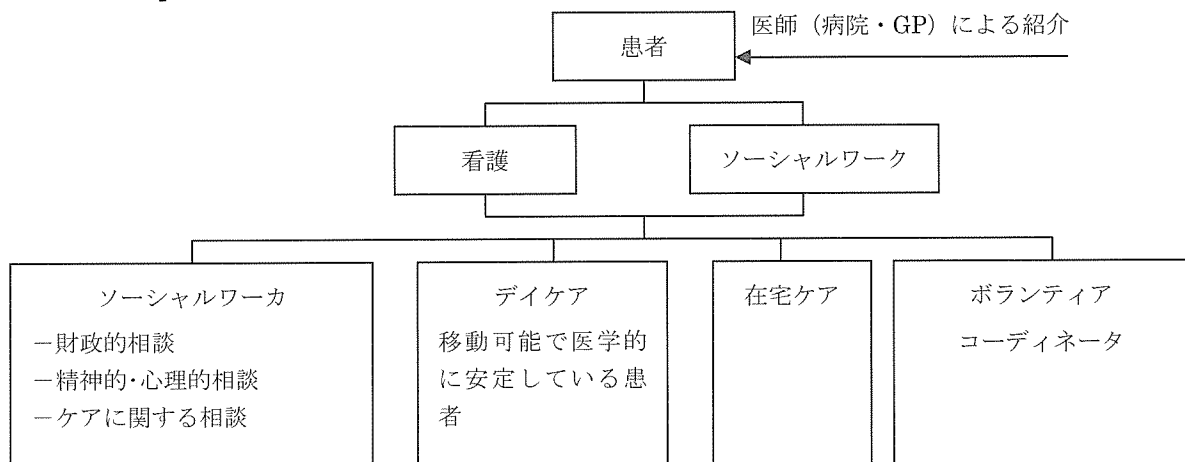 医師（病院・GP）による紹介
患者
看護
ソーシャルワーク
ソーシャルワーカ
－財政的相談
－精神的・心理的相談
－ケアに関する相談
デイケア
移動可能で医学的
に安定している患
者
在宅ケア
ボランティア
コーディネータ